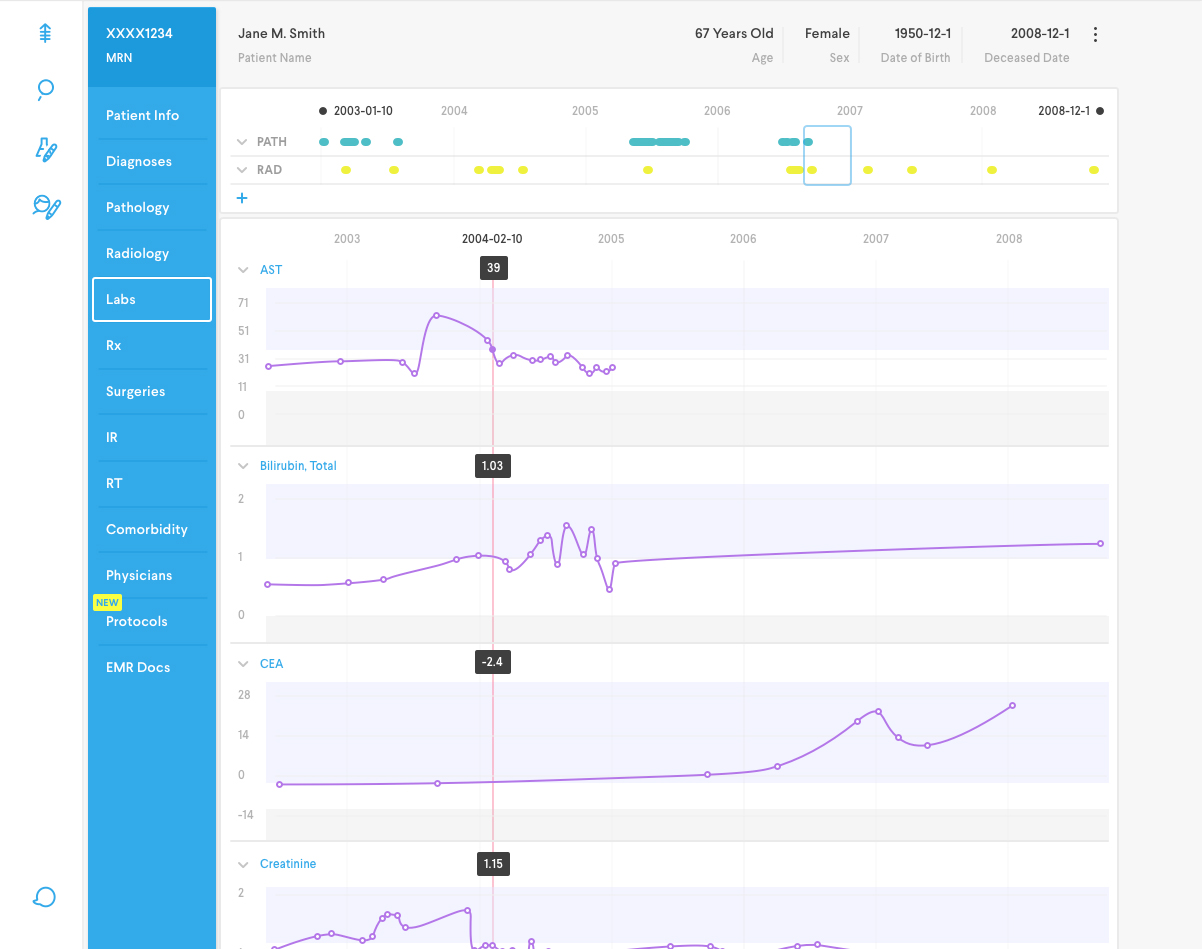 XXXX1234
MRN
Jane M. Smith
Patient Name
67 Years Old
Age
Female
Sex
1950-12-1
Date of Birth
2008-12-1
Deceased Date
Patient Info
Diagnoses
Pathology
Radiology
Labs
Rx
Surgeries
IR
RT
Comorbidity
Physicians
NEW
Protocols
EMR Docs
2003-01-10 2004 2005 2006 2007 2008 2008-12-1
PATH
RAD
+
2003 2004-02-10 2005 2006 2007 2008
AST
39
71
51
31
11
0
Bilirubin, Total
1.03
2
1
0
CEA
-2.4
28
14
0
-14
Creatinine
1.15
2